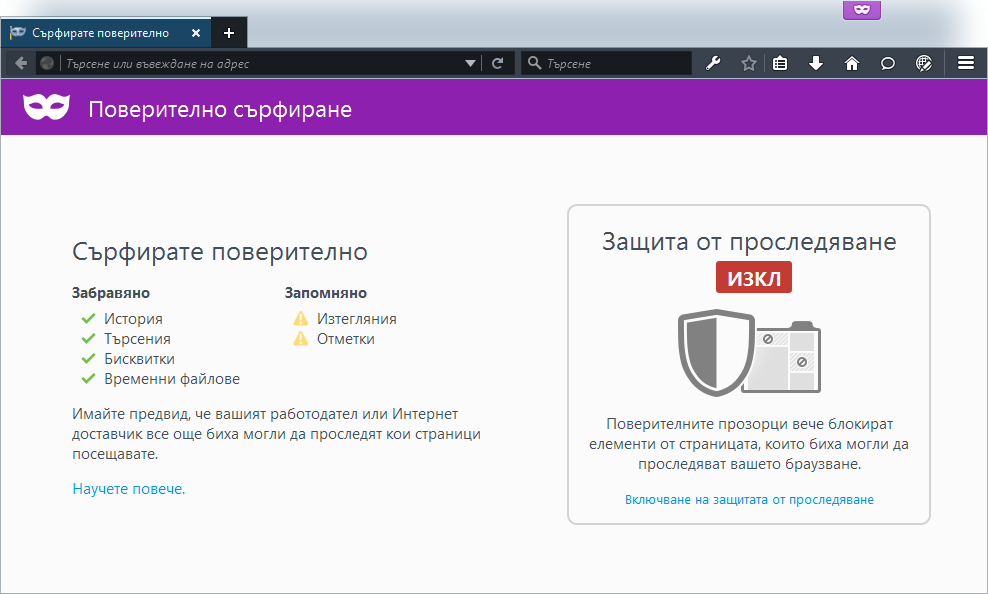 Сърфирате поверително
Търсене или въвеждане на адрес
Търсене
Поверително сърфиране
Сърфирате поверително
Забравяно
История
Търсения
Бисквитки
Временни файлове
Запомняно
Изтегляния
Отметки
Имайте предвид, че вашият работодател или Интернет
доставчик все още биха могли да проследят кои страници
посещавате.
Научете повече.
Защита от проследяване
ИЗКЛ
Поверителните прозорци вече блокират
елементи от страницата, които биха могли да
проследяват вашето браузване.
Включване на защитата от проследяване